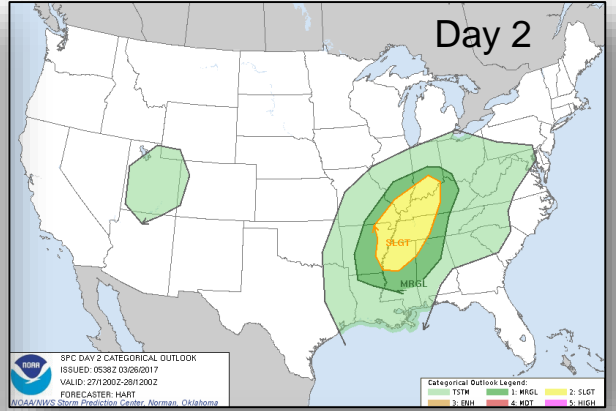 Day 2
SLGT
MRGL
NOAA
SPC DAY 2 CATEGORICAL OUTLOOK
ISSUED: 0538Z 03/26/2017
VALID: 27/1200Z-28/1200Z
FORECASTER: HART
NOAA/NWS Storm Prediction Center, Norman, Oklahoma
Categorical Outlook Legend:
TSTM 1: MRGL 2: SLGT
3: ENH 4: MDT 5: HIGH